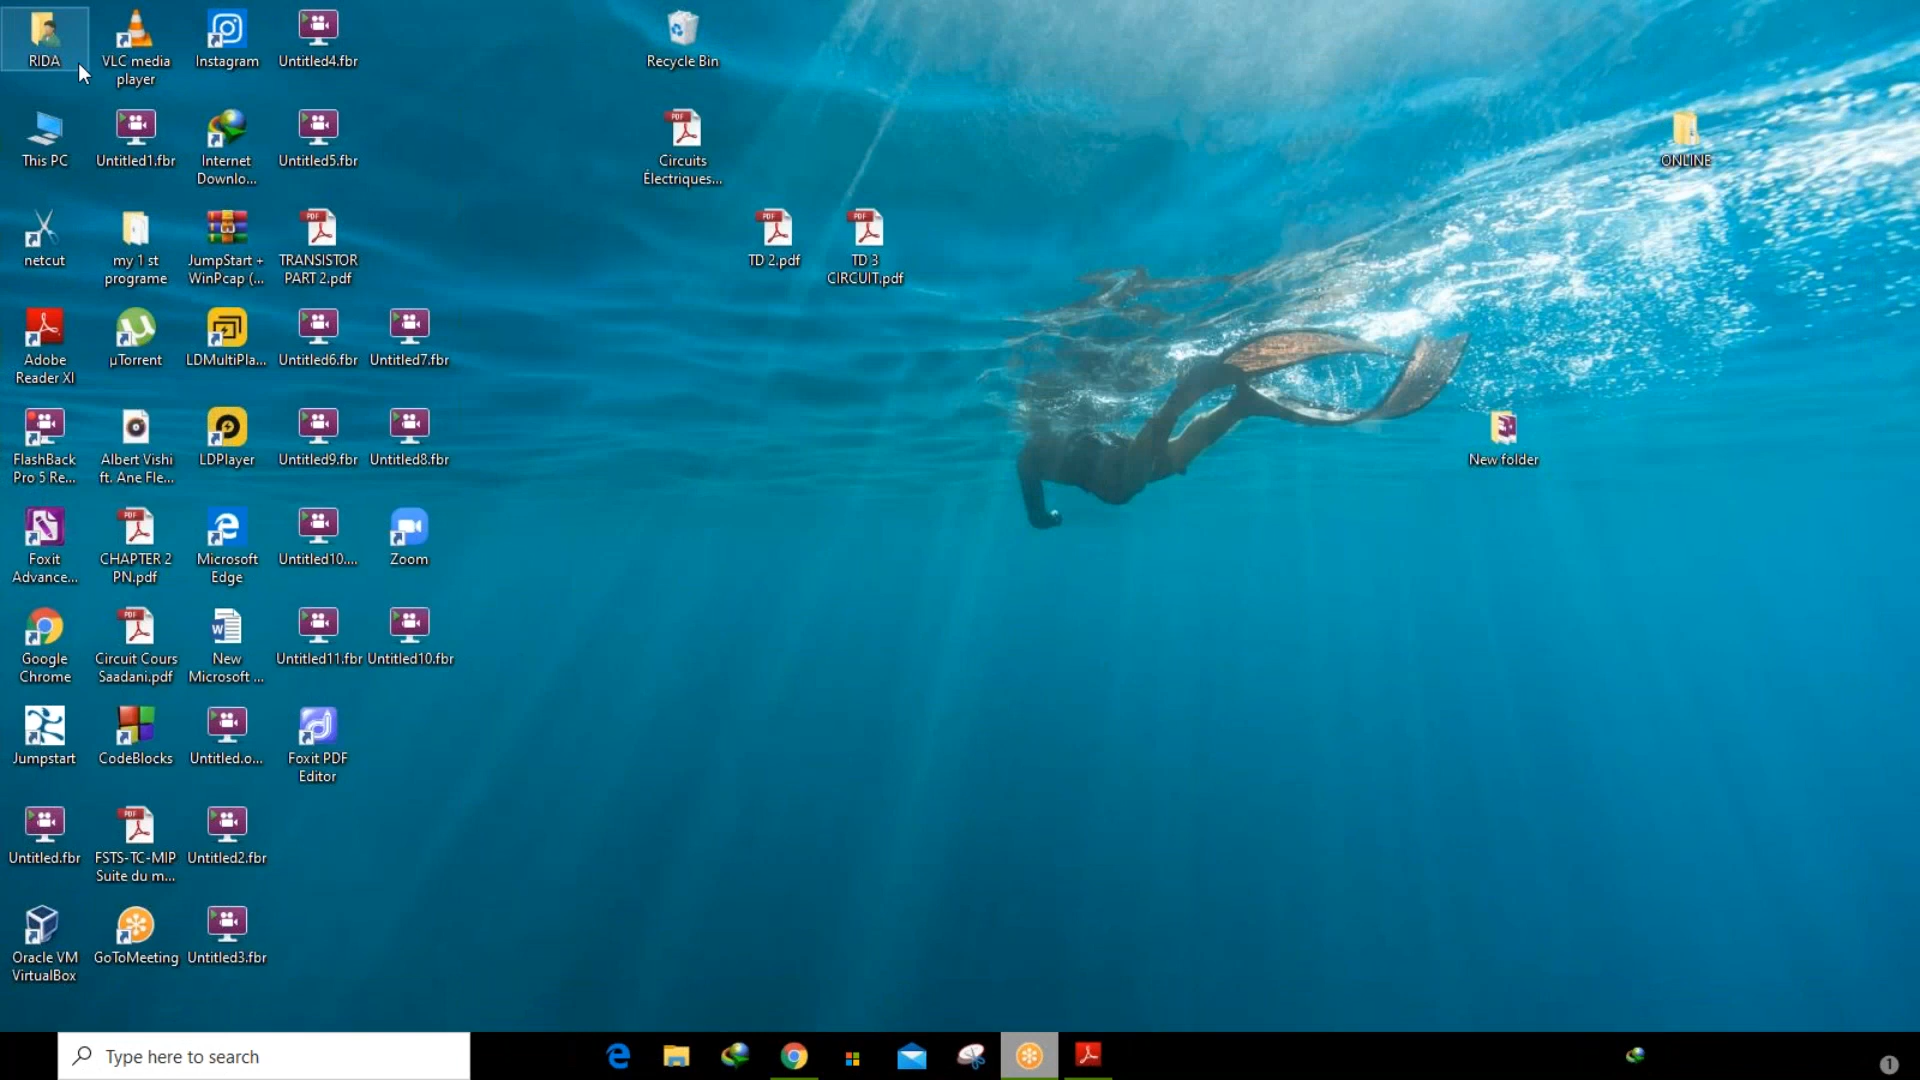 RIDA
VLC media
player
Instagram
Untitled4.fbr
Recycle Bin
This PC
Untitled1.fbr
Internet
Downlo...
Untitled5.fbr
Circuits
Électriques...
ONLINE
netcut
my 1 st
programe
JumpStart +
WinPcap (...
TRANSISTOR
PART 2.pdf
TD 2.pdf
TD 3
CIRCUIT.pdf
Adobe
Reader XI
µTorrent
LDMultiPla...
Untitled6.fbr
Untitled7.fbr
FlashBack
Pro 5 Re...
Albert Vishi
ft. Ane Fle...
LDPlayer
Untitled9.fbr
Untitled8.fbr
New folder
Foxit
Advance...
CHAPTER 2
PN.pdf
Microsoft
Edge
Untitled10....
Zoom
Google
Chrome
Circuit Cours
Saadani.pdf
New
Microsoft ...
Untitled11.fbr
Untitled10.fbr
Jumpstart
CodeBlocks
Untitled.o...
Foxit PDF
Editor
Untitled.fbr
FSTS-TC-MIP
Suite du m...
Untitled2.fbr
Oracle VM
VirtualBox
GoToMeeting
Untitled3.fbr
Type here to search
1